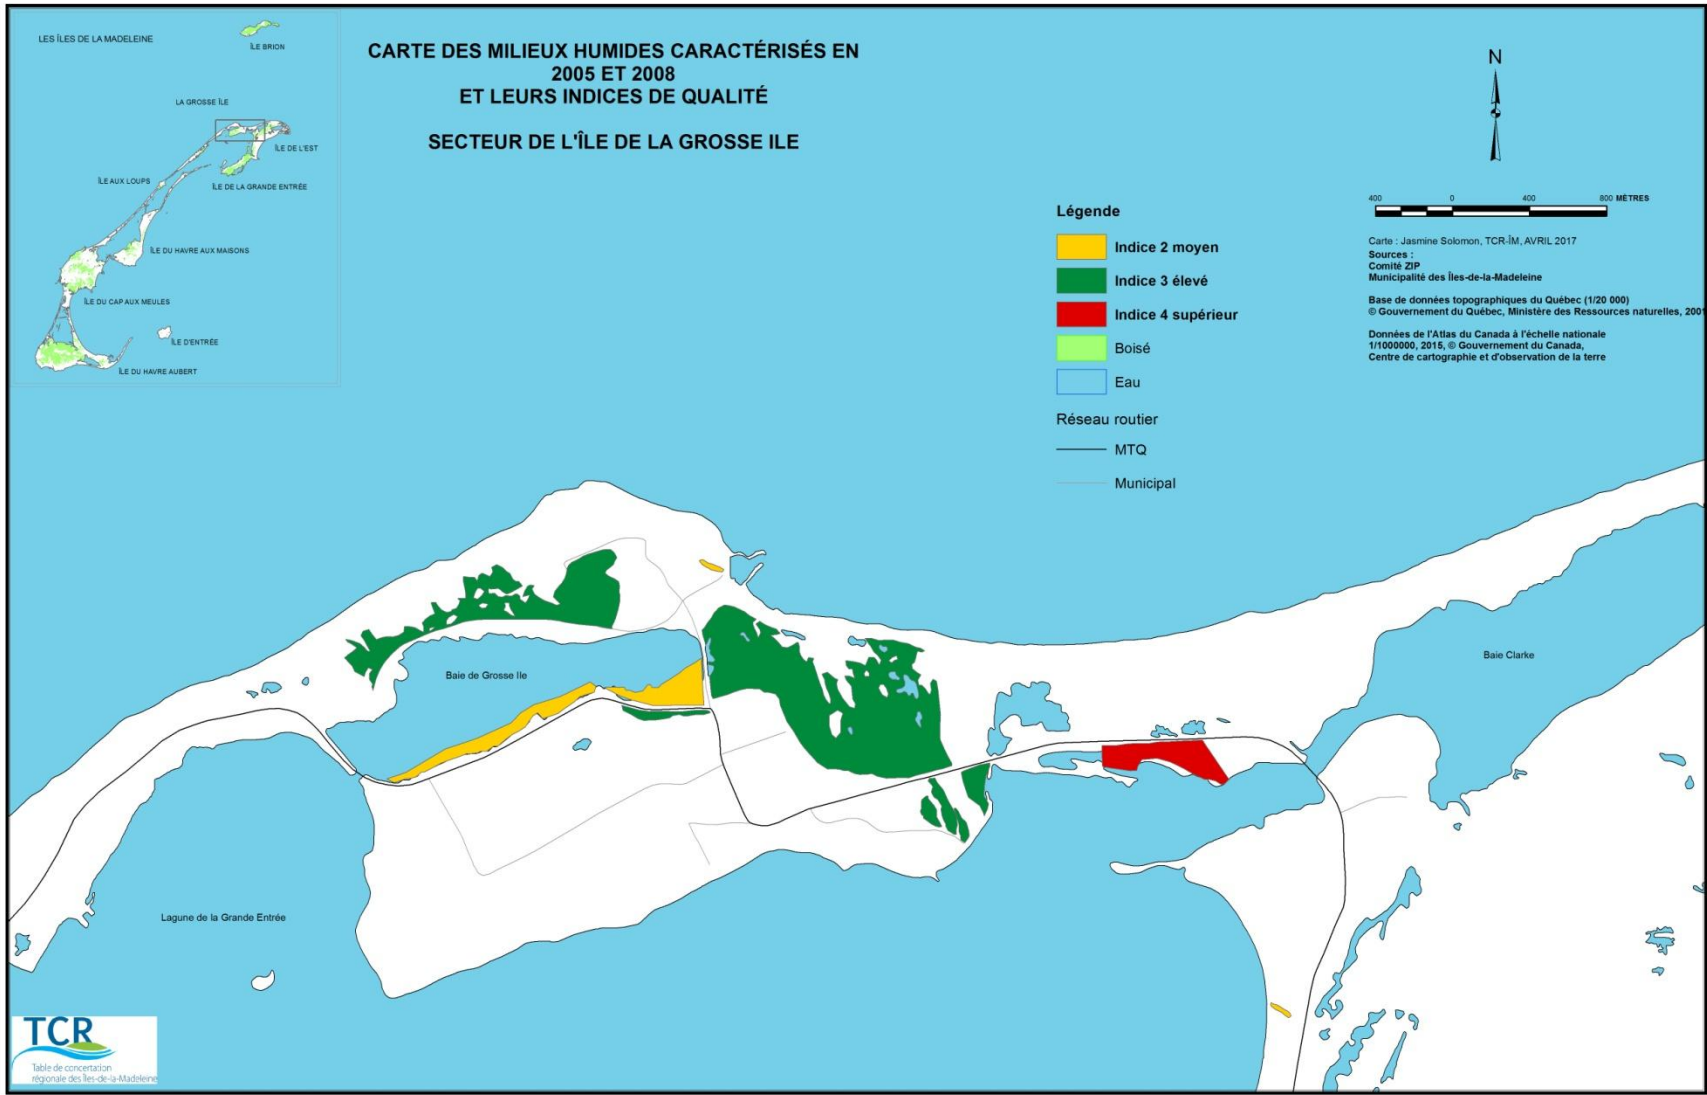 LES ÎLES DE LA MADELEINE
ÎLE BRION
LA GROSSE ÎLE
ÎLE DE L'EST
ÎLE AUX LOUPS
ÎLE DE LA GRANDE ENTRÉE
ÎLE DU HAVRE AUX MAISONS
ÎLE DU CAP AUX MEULES
ÎLE D'ENTRÉE
ÎLE DU HAVRE AUBERT
CARTE DES MILIEUX HUMIDES CARACTÉRISÉS EN
2005 ET 2008
ET LEURS INDICES DE QUALITÉ
SECTEUR DE L'ÎLE DE LA GROSSE ILE
N
400 0 400 800 MÈTRES
Carte : Jasmine Solomon, TCR-ÎM, AVRIL 2017
Sources :
Comité ZIP
Municipalité des Îles-de-la-Madeleine
Base de données topographiques du Québec (1/20 000)
© Gouvernement du Québec, Ministère des Ressources naturelles, 2001
Données de l'Atlas du Canada à l'échelle nationale
1/1000000, 2015, © Gouvernement du Canada,
Centre de cartographie et d'observation de la terre
Légende
Indice 2 moyen
Indice 3 élevé
Indice 4 supérieur
Boisé
Eau
Réseau routier
MTQ
Municipal
Baie de Grosse Ile
Baie Clarke
Lagune de la Grande Entrée
TCR
Table de concertation
régionale des Îles-de-la-Madeleine